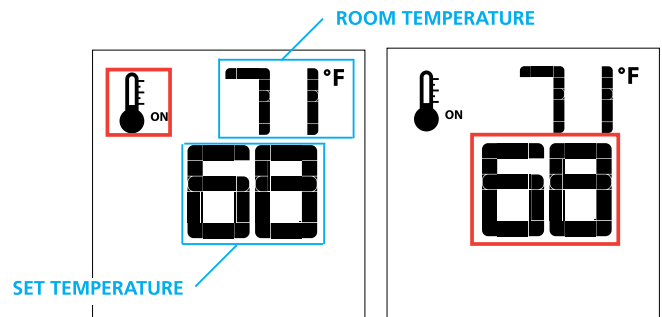 ROOM TEMPERATURE
71 °F
ON
68
SET TEMPERATURE
71 °F
ON
68